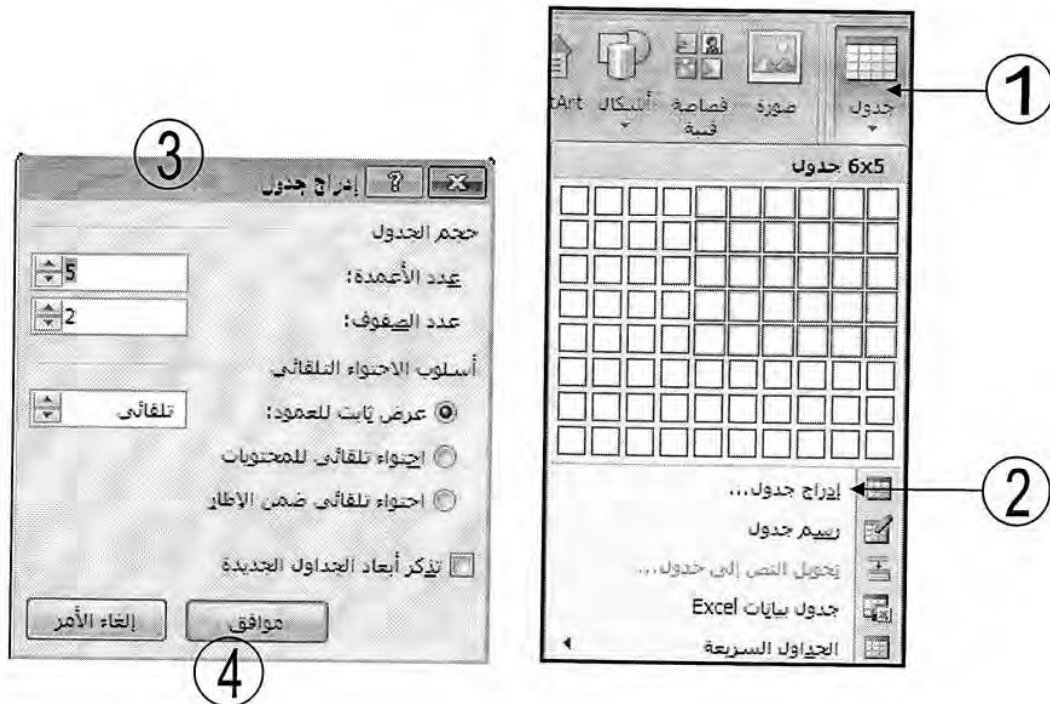 جدول
صورة
قصاصة فنية
أشكال
tArt
1
6x5 جدول
إدراج جدول...
2
رسم جدول
تحويل النص إلى جدول...
جدول بيانات Excel
الجداول السريعة
3
إدراج جدول
?
حجم الجدول
عدد الأعمدة: 5
عدد الصفوف: 2
أسلوب الاحتواء التلقائي
عرض ثابت للعمود: تلقائي
احتواء تلقائي للمحتويات
احتواء تلقائي ضمن الإطار
تذكر أبعاد الجداول الجديدة
موافق
إلغاء الأمر
4